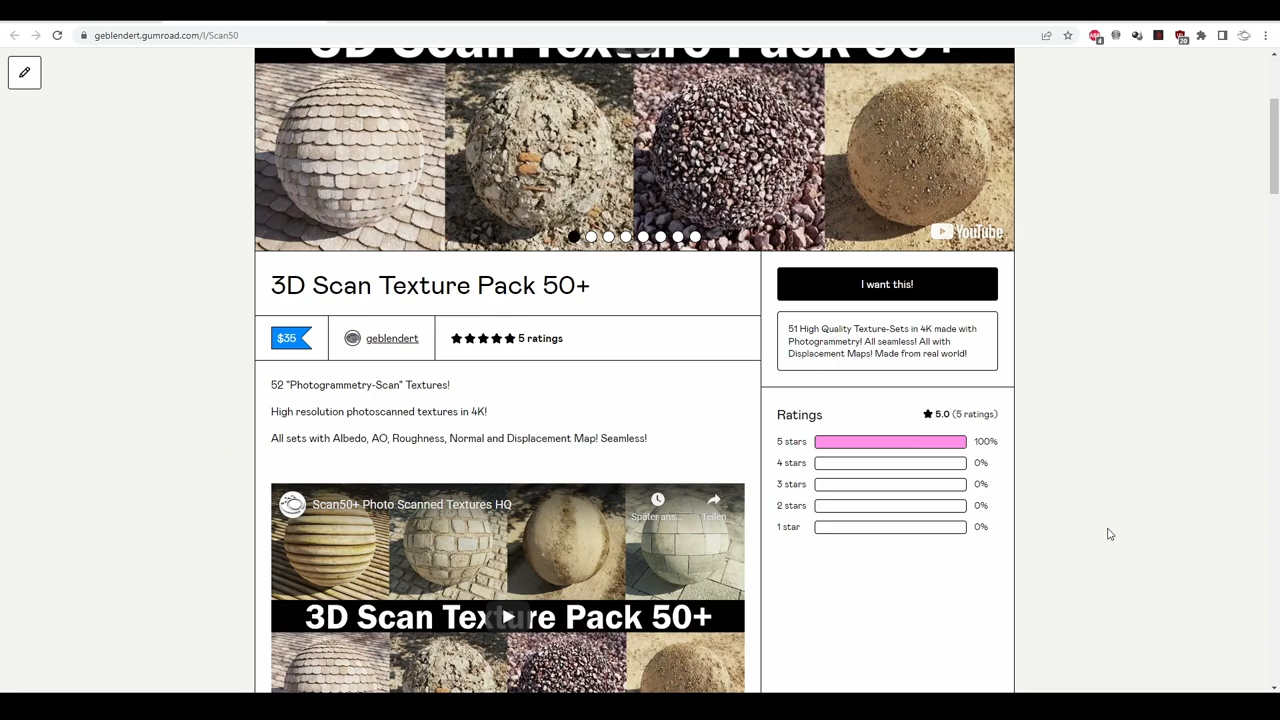 geblendert.gumroad.com/l/Scan50
4
20
3D Scan Texture Pack 50+
YouTube
3D Scan Texture Pack 50+
I want this!
51 High Quality Texture-Sets in 4K made with
Photogrammetry! All seamless! All with
Displacement Maps! Made from real world!
$35
geblendert
5 ratings
52 "Photogrammetry-Scan" Textures!
High resolution photoscanned textures in 4K!
All sets with Albedo, AO, Roughness, Normal and Displacement Map! Seamless!
Ratings
5.0 (5 ratings)
5 stars 100%
4 stars 0%
3 stars 0%
2 stars 0%
1 star 0%
Scan50+ Photo Scanned Textures HQ
Später ans...
Teilen
3D Scan Texture Pack 50+